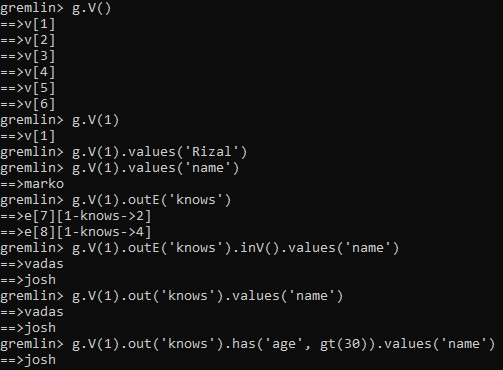 gremlin> g.V()
==>v[1]
==>v[2]
==>v[3]
==>v[4]
==>v[5]
==>v[6]
gremlin> g.V(1)
==>v[1]
gremlin> g.V(1).values('Rizal')
gremlin> g.V(1).values('name')
==>marko
gremlin> g.V(1).outE('knows')
==>e[7][1-knows->2]
==>e[8][1-knows->4]
gremlin> g.V(1).outE('knows').inV().values('name')
==>vadas
==>josh
gremlin> g.V(1).out('knows').values('name')
==>vadas
==>josh
gremlin> g.V(1).out('knows').has('age', gt(30)).values('name')
==>josh